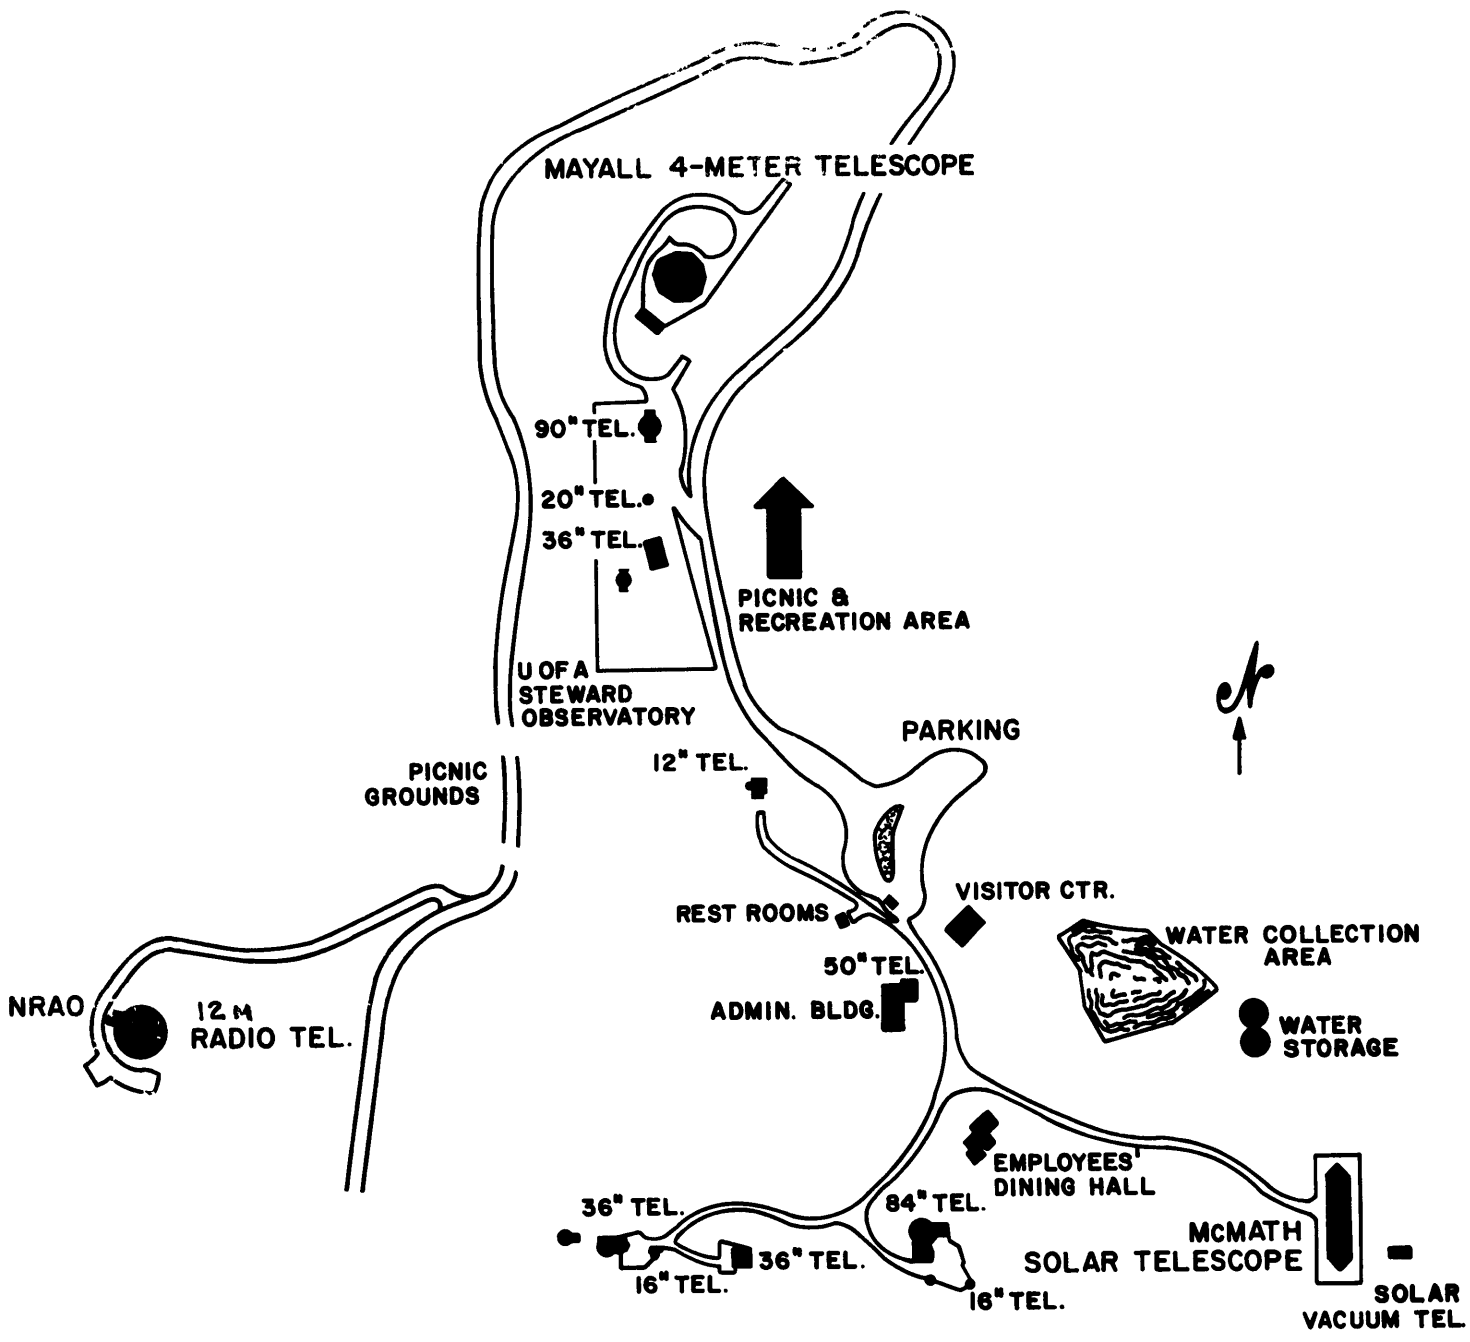 MAYALL 4-METER TELESCOPE
90" TEL.
20" TEL.
36" TEL.
PICNIC &
RECREATION AREA
U OF A
STEWARD
OBSERVATORY
N
PARKING
12" TEL.
PICNIC
GROUNDS
VISITOR CTR.
REST ROOMS
WATER COLLECTION
AREA
50" TEL.
ADMIN. BLDG.
NRAO
12 M
RADIO TEL.
WATER
STORAGE
EMPLOYEES'
DINING HALL
36" TEL.
84" TEL.
McMATH
SOLAR TELESCOPE
36" TEL.
16" TEL.
16" TEL.
SOLAR
VACUUM TEL.